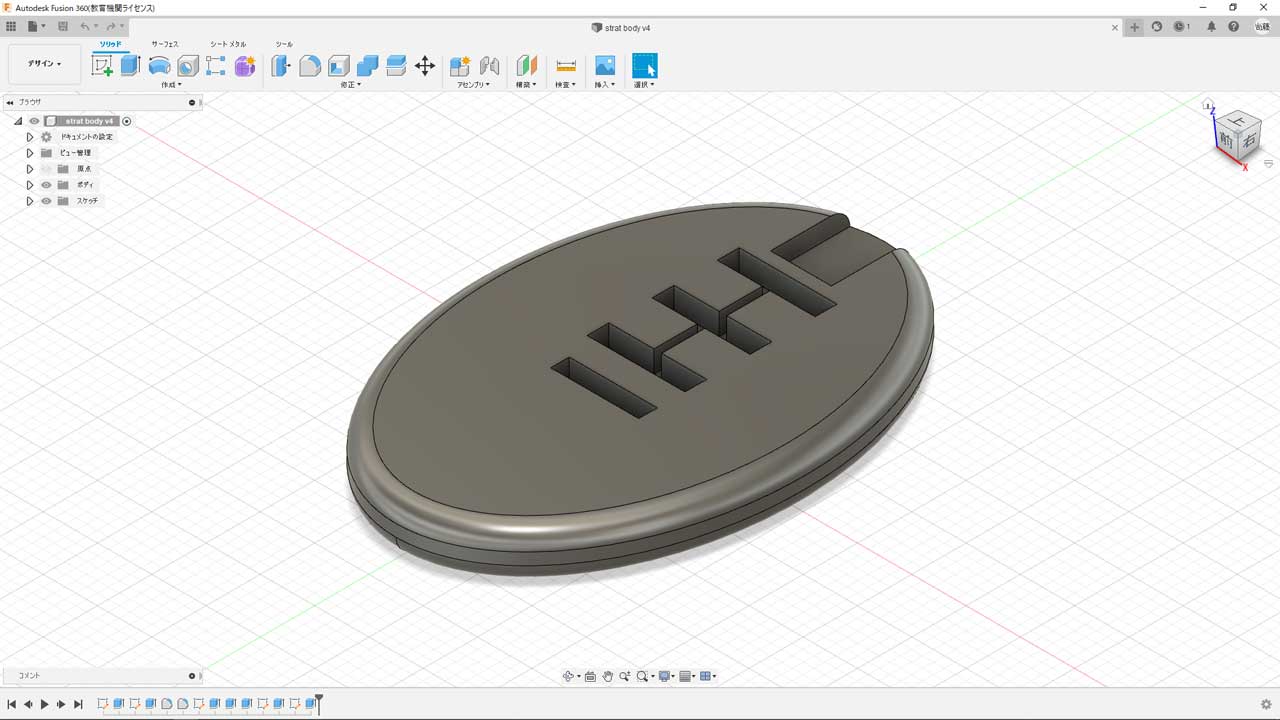 Autodesk Fusion 360(教育機関ライセンス)
strat body v4
1
デザイン
ソリッド
サーフェス
シート メタル
ツール
作成
修正
アセンブリ
構築
検査
挿入
選択
ブラウザ
strat body v4
ドキュメントの設定
ビュー管理
原点
ボディ
スケッチ
Z
上
前
右
X
コメント